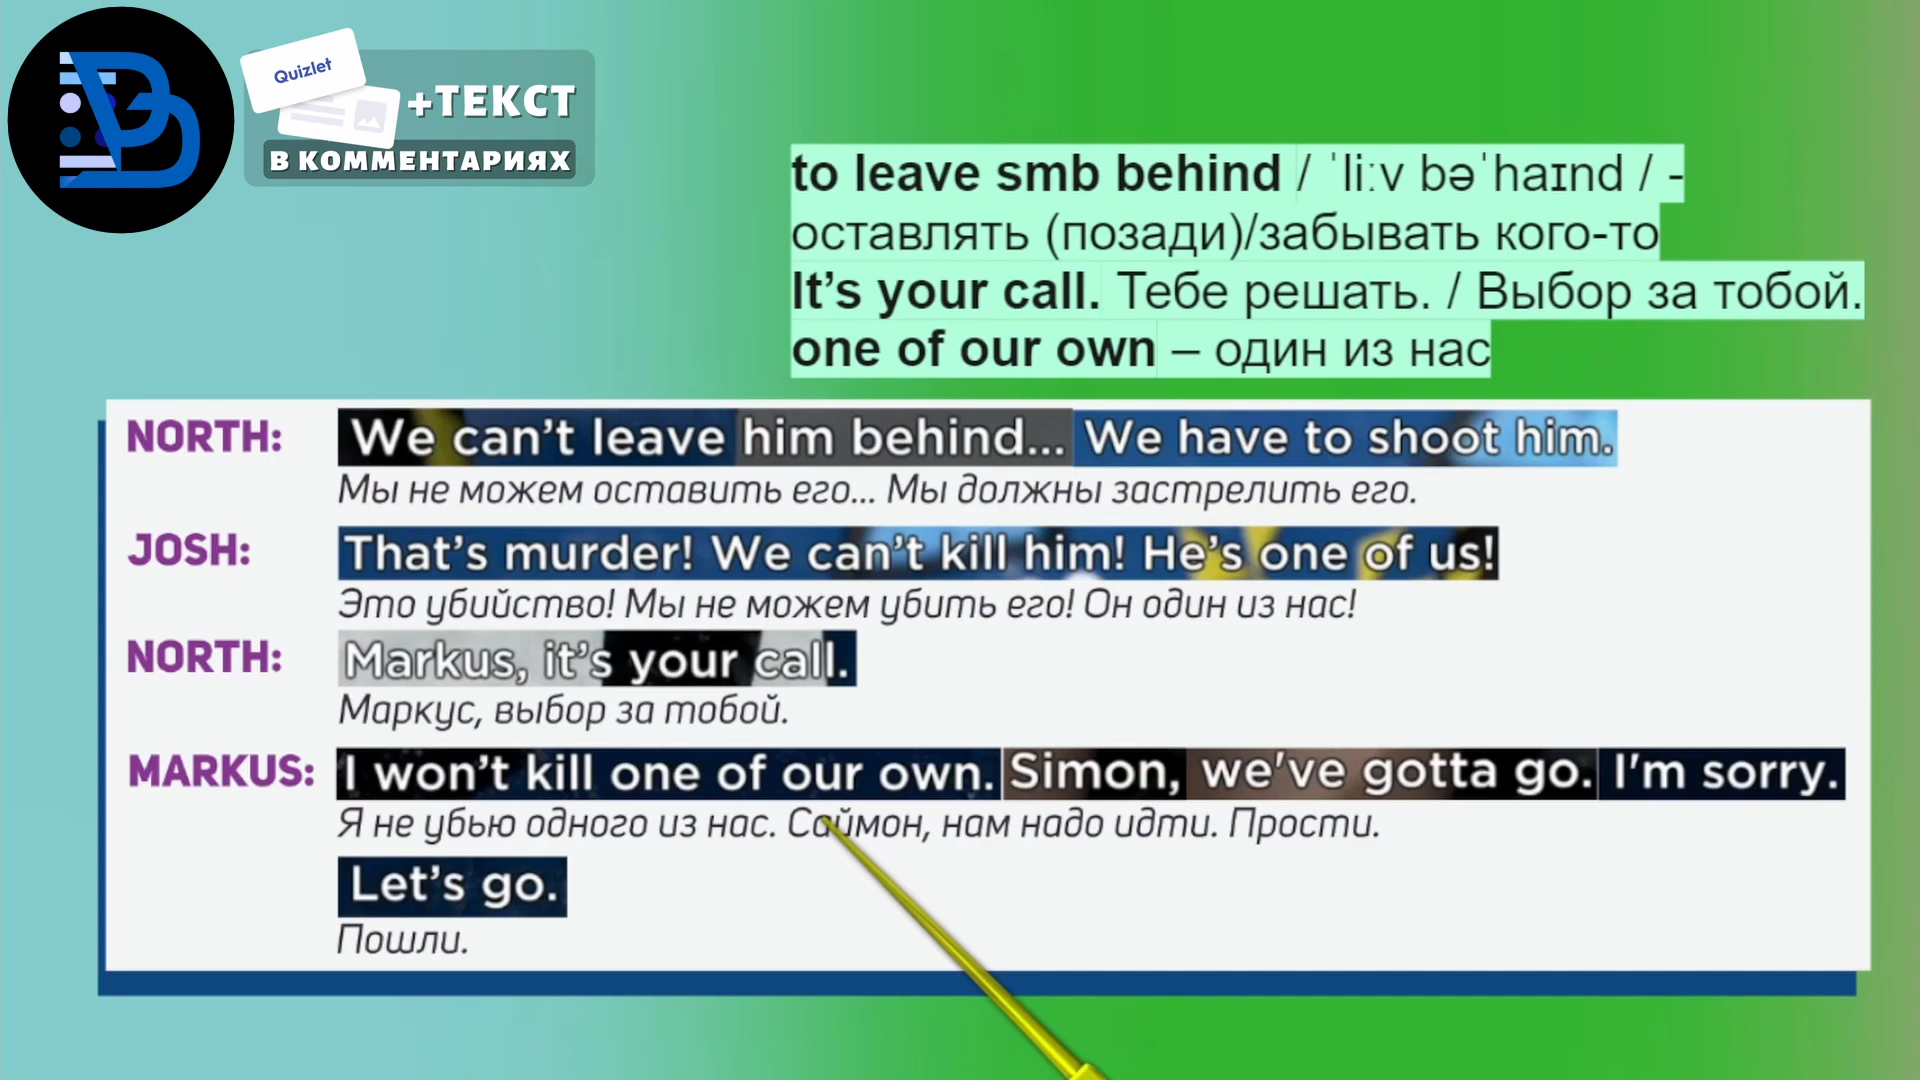 Quizlet
+ТЕКСТ
В КОММЕНТАРИЯХ
to leave smb behind / ˈliːv bəˈhaɪnd / -
оставлять (позади)/забывать кого-то
It’s your call. Тебе решать. / Выбор за тобой.
one of our own – один из нас
NORTH: We can’t leave him behind... We have to shoot him.
Мы не можем оставить его... Мы должны застрелить его.
JOSH: That’s murder! We can’t kill him! He’s one of us!
Это убийство! Мы не можем убить его! Он один из нас!
NORTH: Markus, it’s your call.
Маркус, выбор за тобой.
MARKUS: I won’t kill one of our own. Simon, we've gotta go. I'm sorry.
Я не убью одного из нас. Саймон, нам надо идти. Прости.
Let’s go.
Пошли.